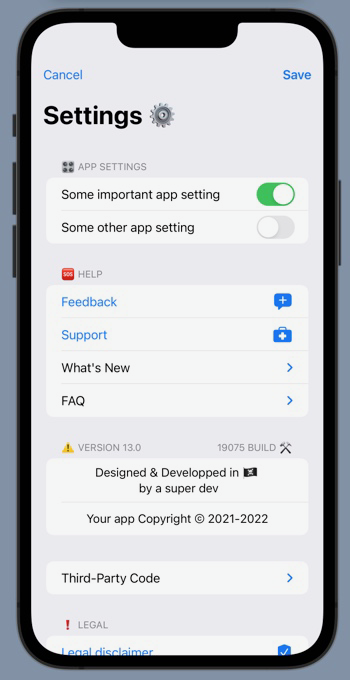 Cancel
Save
Settings
APP SETTINGS
Some important app setting
Some other app setting
SOS HELP
Feedback
Support
What's New
FAQ
VERSION 13.0
19075 BUILD
Designed & Developped in
by a super dev
Your app Copyright © 2021-2022
Third-Party Code
LEGAL
Legal disclaimer